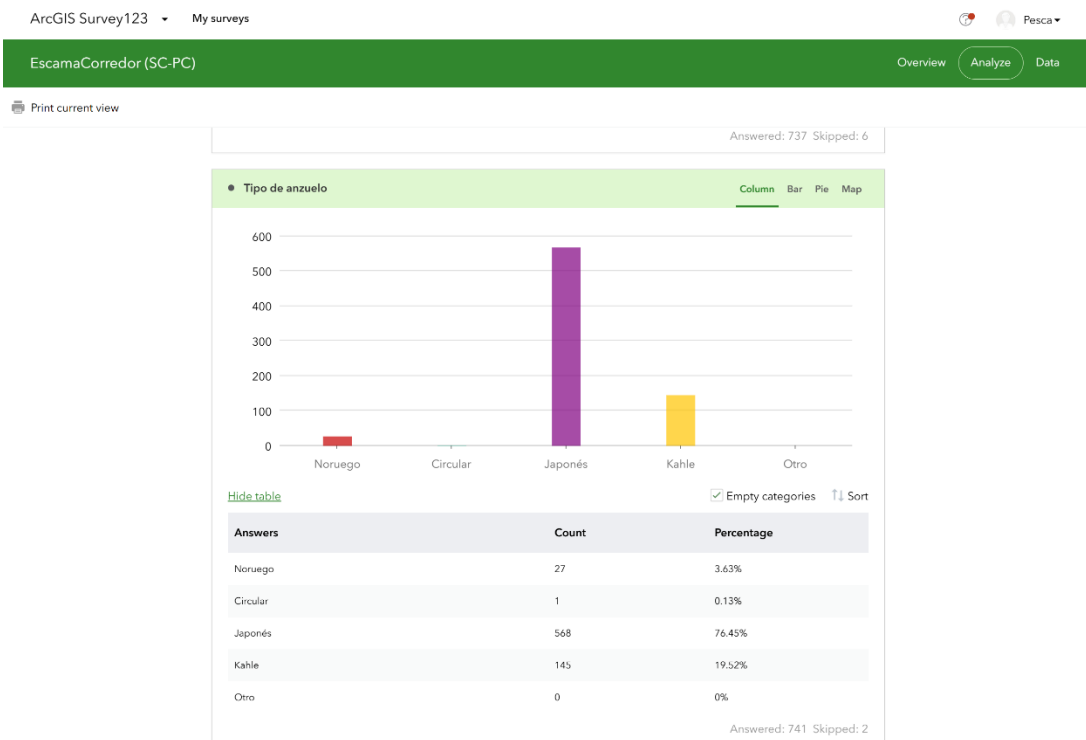 ArcGIS Survey123 My surveys Pesca
EscamaCorredor (SC-PC) Overview Analyze Data
Print current view
Answered: 737 Skipped: 6
Tipo de anzuelo Column Bar Pie Map
600
500
400
300
200
100
0
Noruego Circular Japonés Kahle Otro
Hide table Empty categories Sort
Answers Count Percentage
Noruego 27 3.63%
Circular 1 0.13%
Japonés 568 76.45%
Kahle 145 19.52%
Otro 0 0%
Answered: 741 Skipped: 2